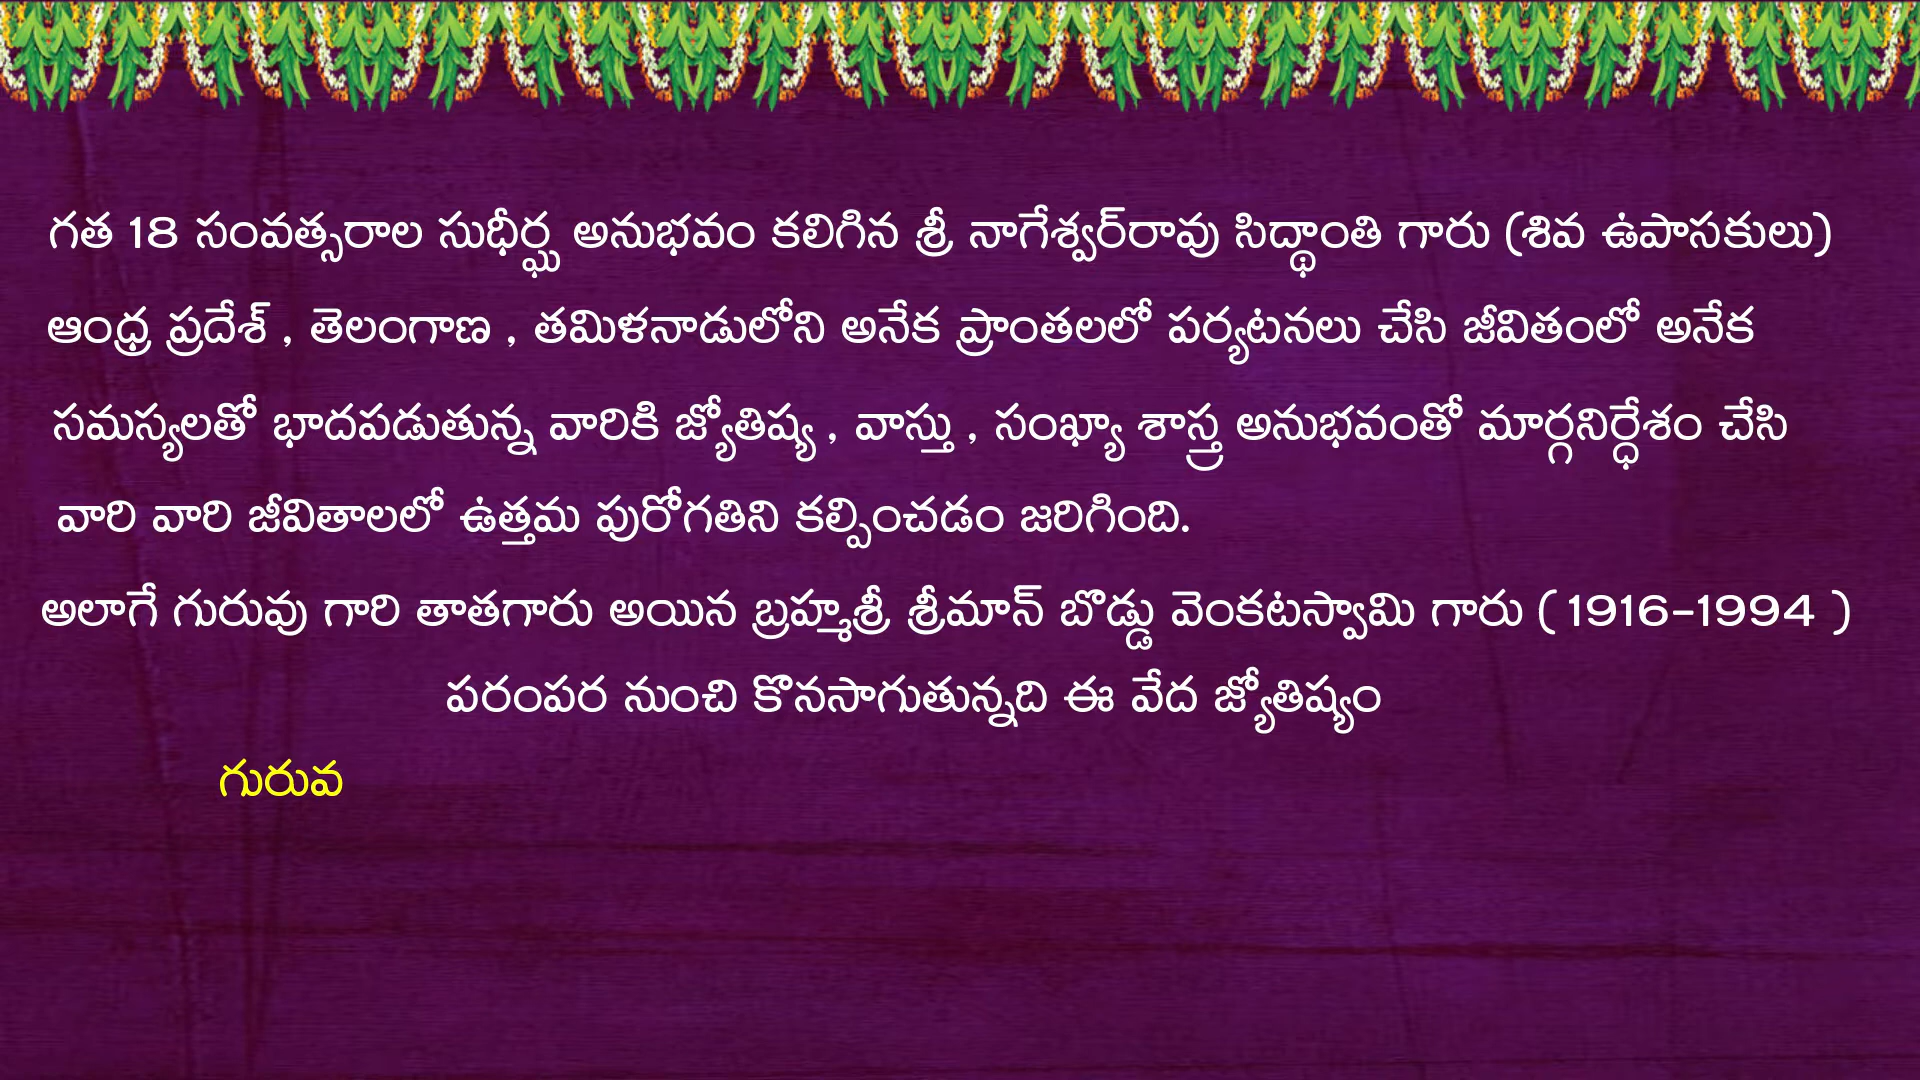 గత 18 సంవత్సరాల సుధీర్ఘ అనుభవం కలిగిన శ్రీ నాగేశ్వర్‌రావు సిద్ధాంతి గారు (శివ ఉపాసకులు)
ఆంధ్ర ప్రదేశ్ , తెలంగాణ , తమిళనాడులోని అనేక ప్రాంతలలో పర్యటనలు చేసి జీవితంలో అనేక
సమస్యలతో భాదపడుతున్న వారికి జ్యోతిష్య , వాస్తు , సంఖ్యా శాస్త్ర అనుభవంతో మార్గనిర్ధేశం చేసి
వారి వారి జీవితాలలో ఉత్తమ పురోగతిని కల్పించడం జరిగింది.
అలాగే గురువు గారి తాతగారు అయిన బ్రహ్మశ్రీ శ్రీమాన్ బొడ్డు వెంకటస్వామి గారు ( 1916-1994 )
పరంపర నుంచి కొనసాగుతున్నది ఈ వేద జ్యోతిష్యం
గురువ